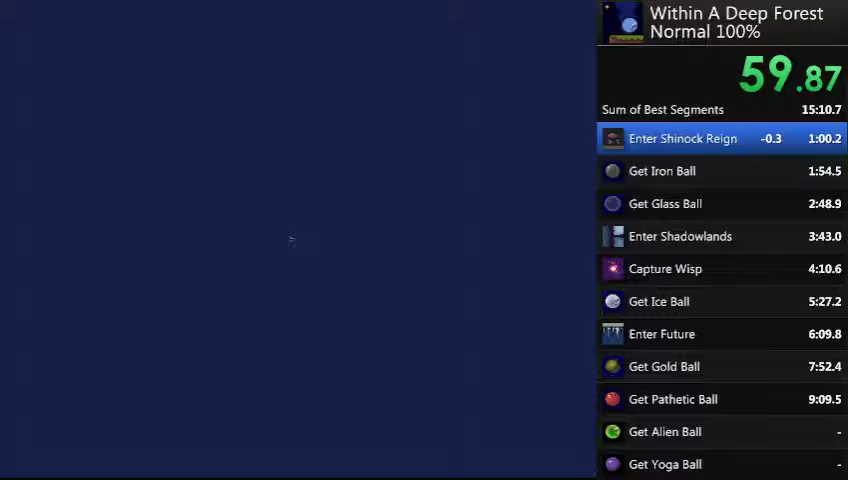 Within A Deep Forest
Normal 100%
59.87
Sum of Best Segments 15:10.7
Enter Shinock Reign -0.3 1:00.2
Get Iron Ball 1:54.5
Get Glass Ball 2:48.9
Enter Shadowlands 3:43.0
Capture Wisp 4:10.6
Get Ice Ball 5:27.2
Enter Future 6:09.8
Get Gold Ball 7:52.4
Get Pathetic Ball 9:09.5
Get Alien Ball -
Get Yoga Ball -